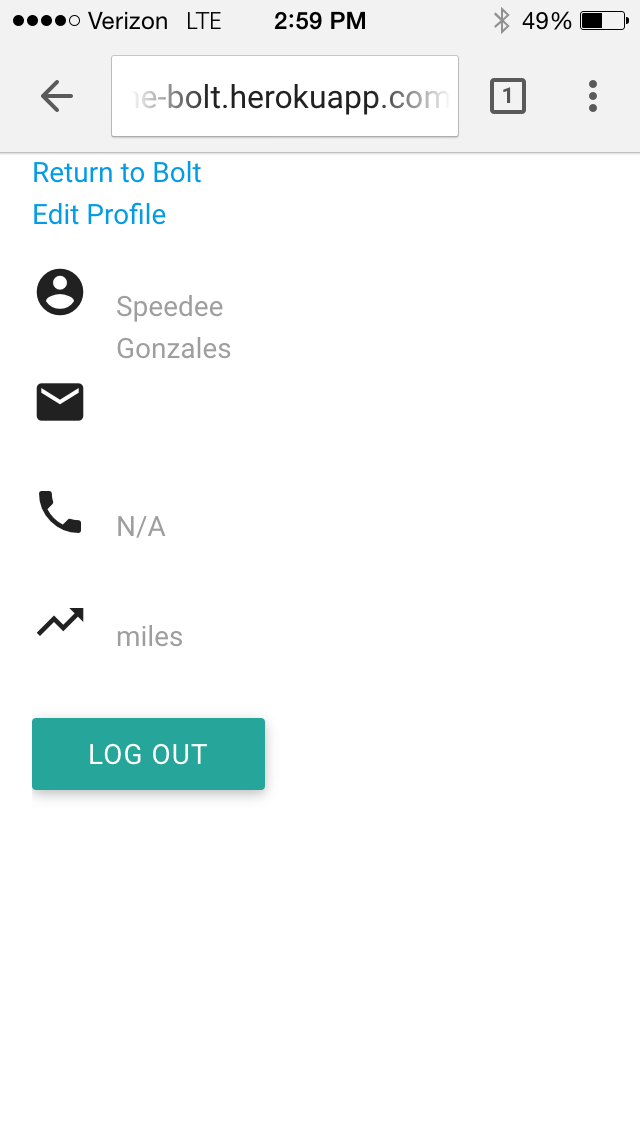 Verizon LTE 2:59 PM 49%
e-bolt.herokuapp.com 1
Return to Bolt
Edit Profile
Speedee
Gonzales
N/A
miles
LOG OUT